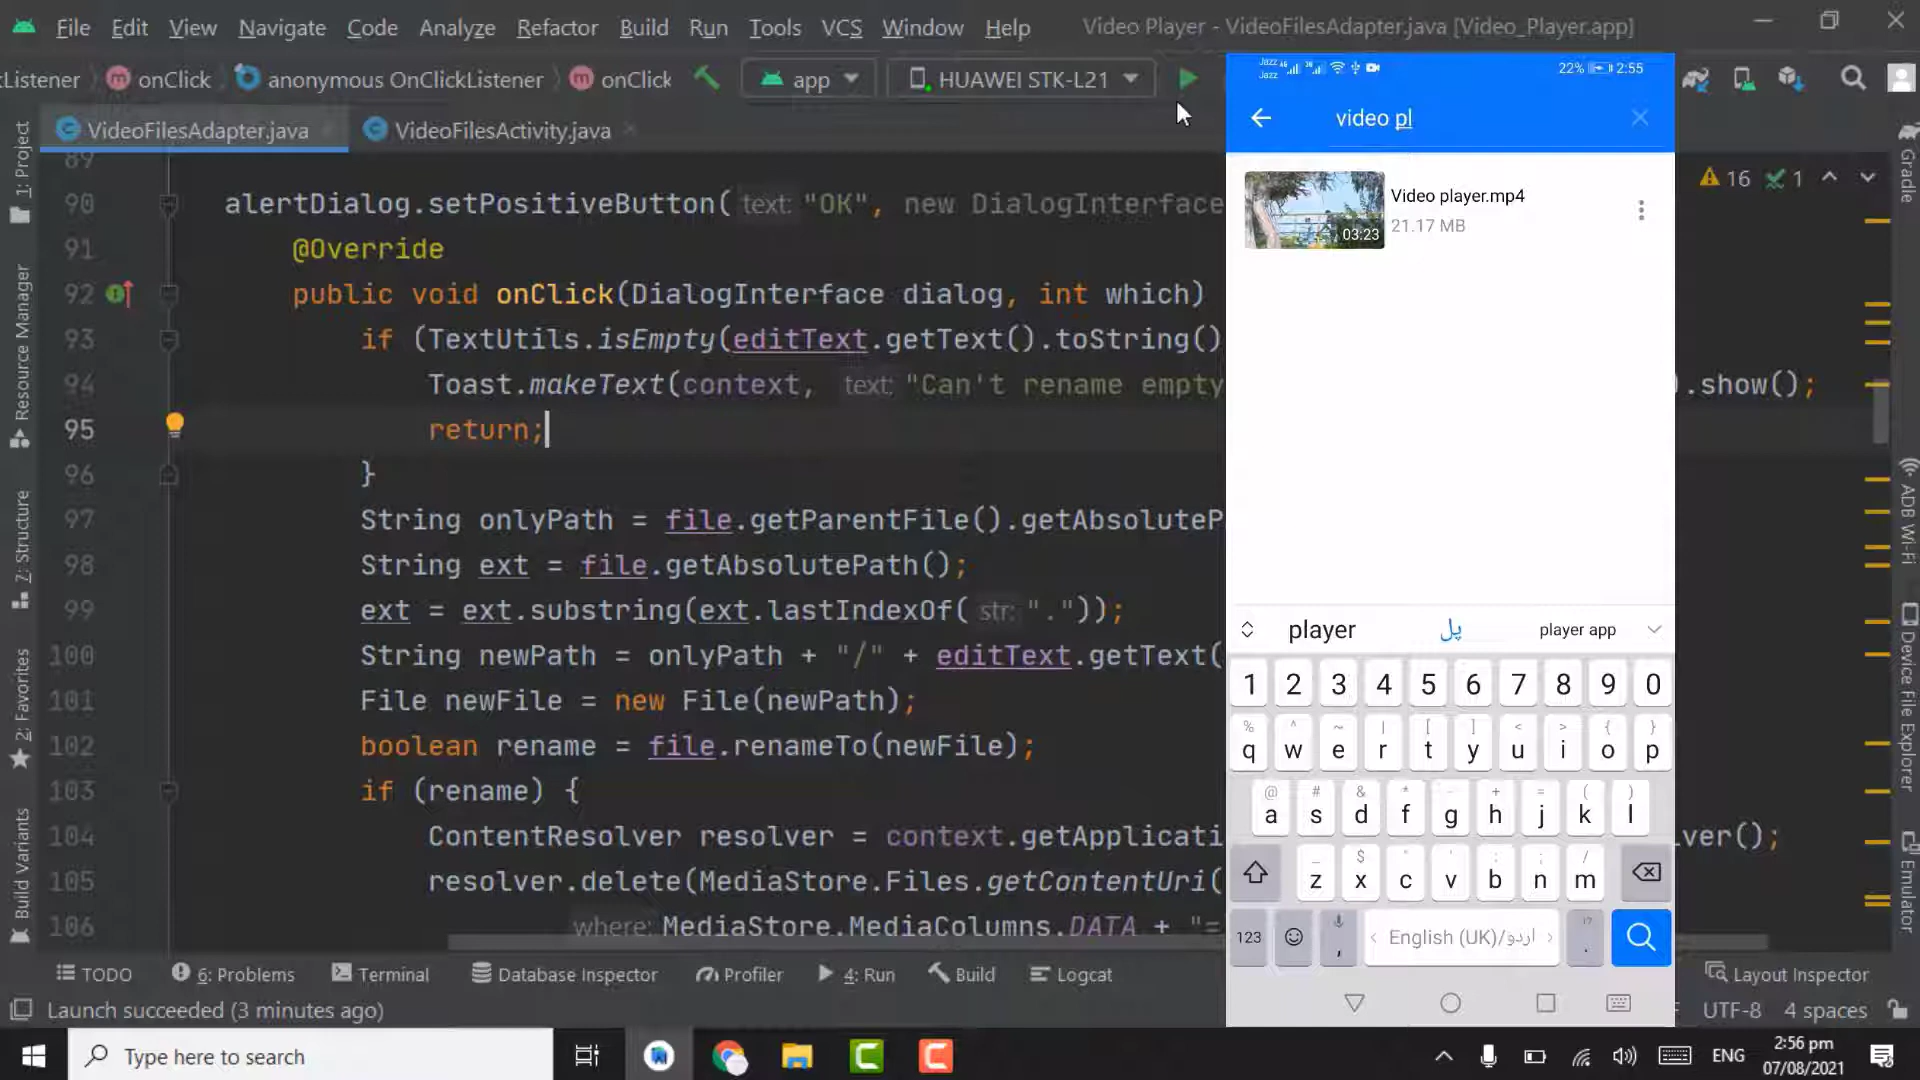 File Edit View Navigate Code Analyze Refactor Build Run Tools VCS Window Help Video Player - VideoFilesAdapter.java [Video_Player.app]
kListener onClick anonymous OnClickListener onClick app HUAWEI STK-L21
VideoFilesAdapter.java VideoFilesActivity.java
89
90 alertDialog.setPositiveButton( text: "OK", new DialogInterface
91 @Override
92 public void onClick(DialogInterface dialog, int which)
93 if (TextUtils.isEmpty(editText.getText().toString()
94 Toast.makeText(context, text: "Can't rename empty ).show();
95 return;
96 }
97 String onlyPath = file.getParentFile().getAbsoluteP
98 String ext = file.getAbsolutePath();
99 ext = ext.substring(ext.lastIndexOf( str: "."));
100 String newPath = onlyPath + "/" + editText.getText(
101 File newFile = new File(newPath);
102 boolean rename = file.renameTo(newFile);
103 if (rename) {
104 ContentResolver resolver = context.getApplicati ver();
105 resolver.delete(MediaStore.Files.getContentUri(
106 where: MediaStore.MediaColumns.DATA + "=
16 1
1: Project
Resource Manager
7: Structure
2: Favorites
Build Variants
Gradle
ADB Wi-Fi
Device File Explorer
Emulator
Jazz
Jazz
22% 2:55
video pl
Video player.mp4
21.17 MB
03:23
player پل player app
1 2 3 4 5 6 7 8 9 0
% ^ ~ | [ ] < > { }
q w e r t y u i o p
@ # & * - + = ( )
a s d f g h j k l
_ $ " ' : ; /
z x c v b n m
123 , English (UK)/اردو .
TODO 6: Problems Terminal Database Inspector Profiler 4: Run Build Logcat Layout Inspector
Launch succeeded (3 minutes ago) UTF-8 4 spaces
Type here to search
ENG 2:56 pm
07/08/2021